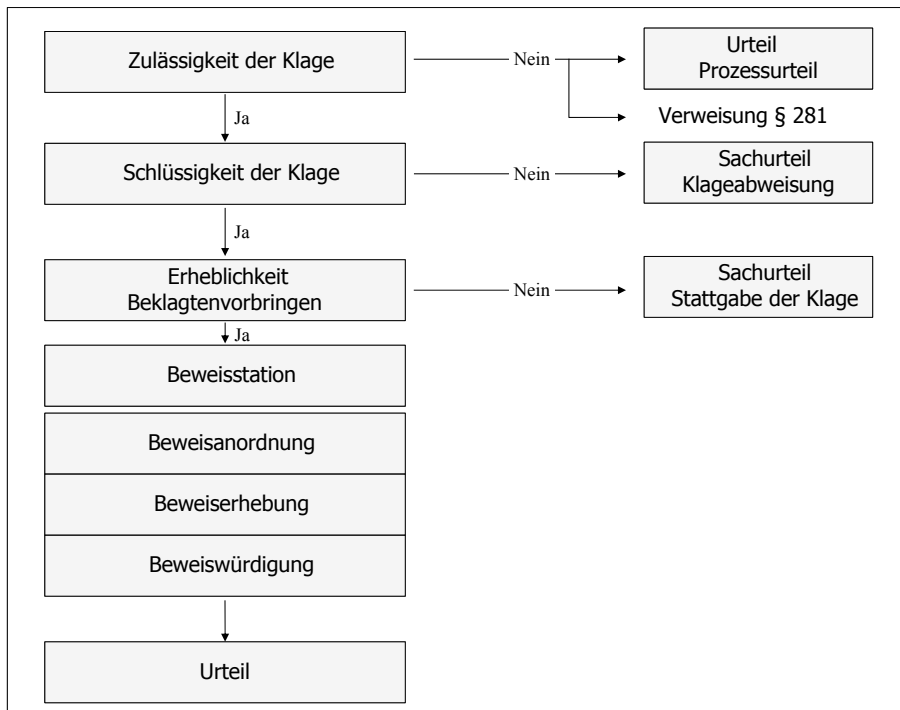 Zulässigkeit der Klage
Nein
Urteil
Prozessurteil
Verweisung § 281
Ja
Schlüssigkeit der Klage
Nein
Sachurteil
Klageabweisung
Ja
Erheblichkeit
Beklagtenvorbringen
Nein
Sachurteil
Stattgabe der Klage
Ja
Beweisstation
Beweisanordnung
Beweiserhebung
Beweiswürdigung
Urteil